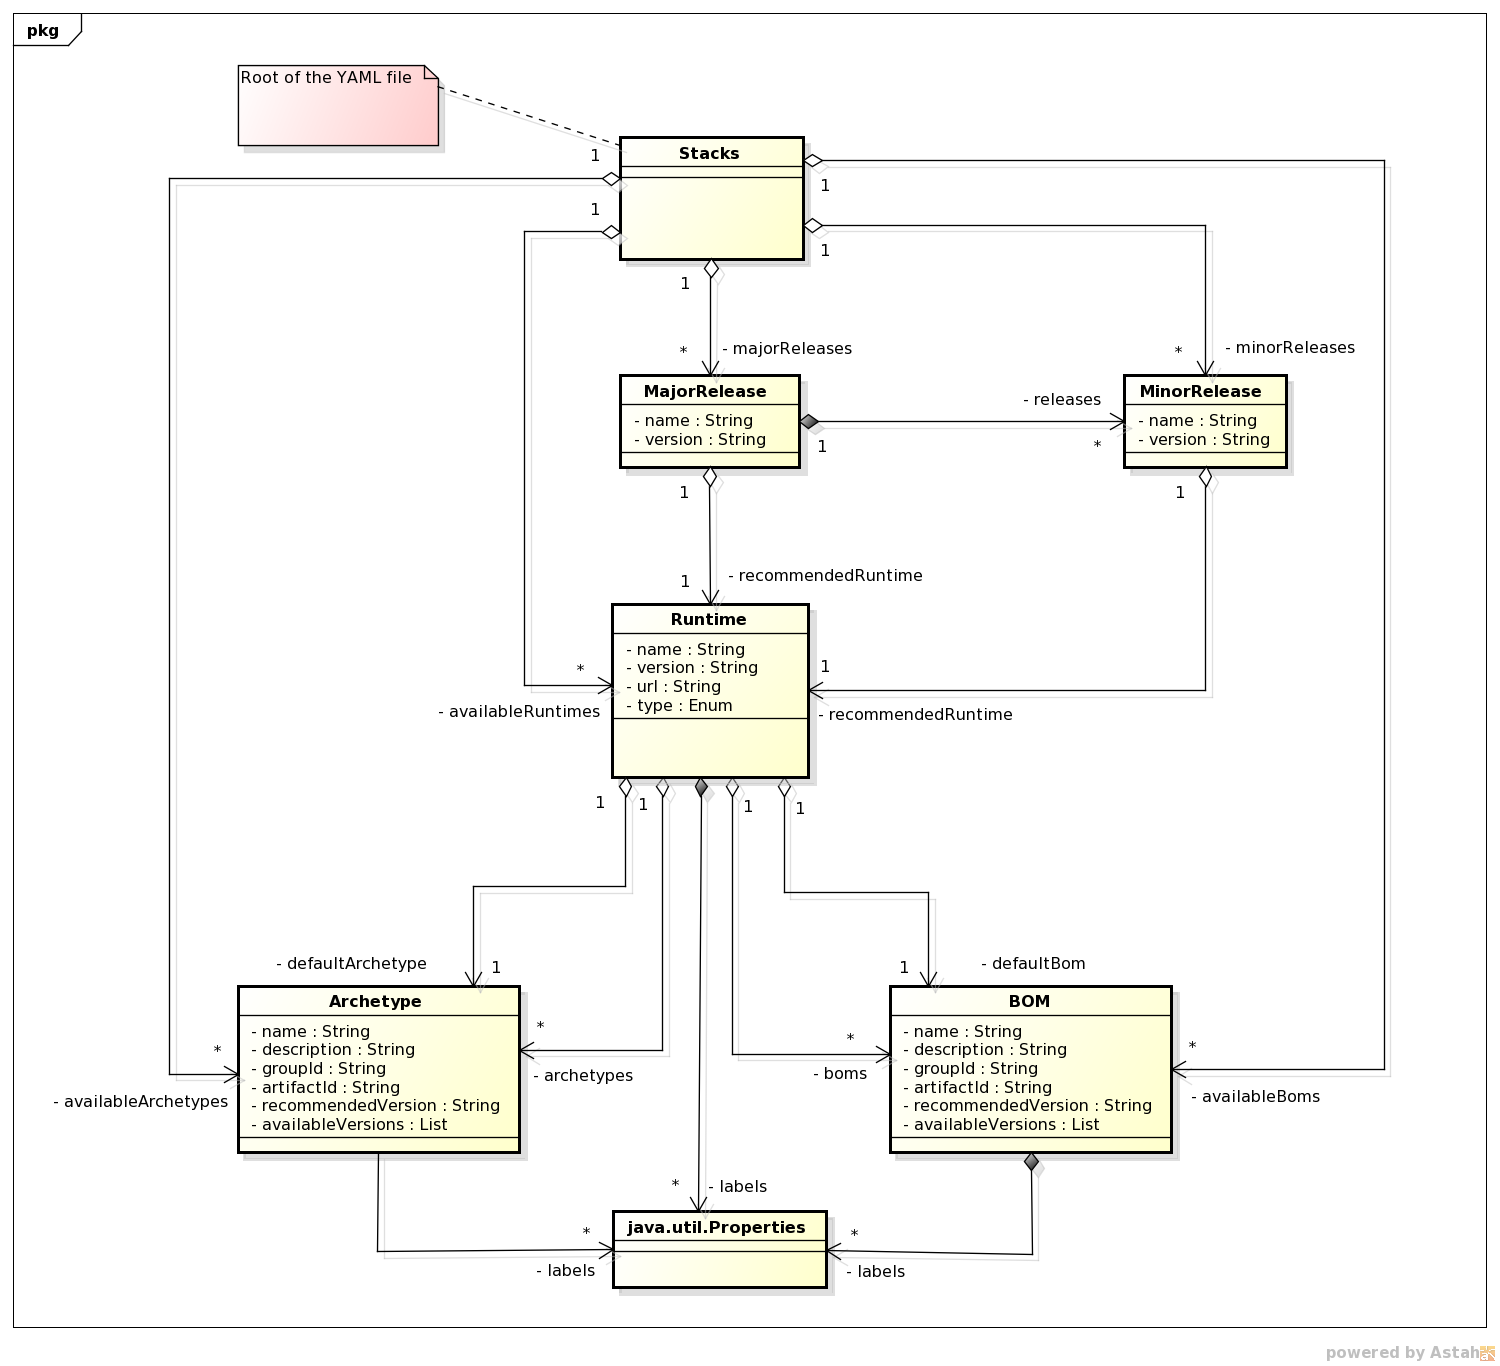 pkg
Root of the YAML file
Stacks
1
1
1
1
1
* - majorReleases
* - minorReleases
MajorRelease
- name : String
- version : String
- releases
1
*
MinorRelease
- name : String
- version : String
1
1
1 - recommendedRuntime
Runtime
- name : String
- version : String
- url : String
- type : Enum
*
- availableRuntimes
1
- recommendedRuntime
1
1
1
1
- defaultArchetype 1
1 - defaultBom
Archetype
- name : String
- description : String
- groupId : String
- artifactId : String
- recommendedVersion : String
- availableVersions : List
*
- availableArchetypes
*
- archetypes
*
- boms
BOM
- name : String
- description : String
- groupId : String
- artifactId : String
- recommendedVersion : String
- availableVersions : List
*
- availableBoms
* - labels
java.util.Properties
*
- labels
*
- labels
powered by Astah